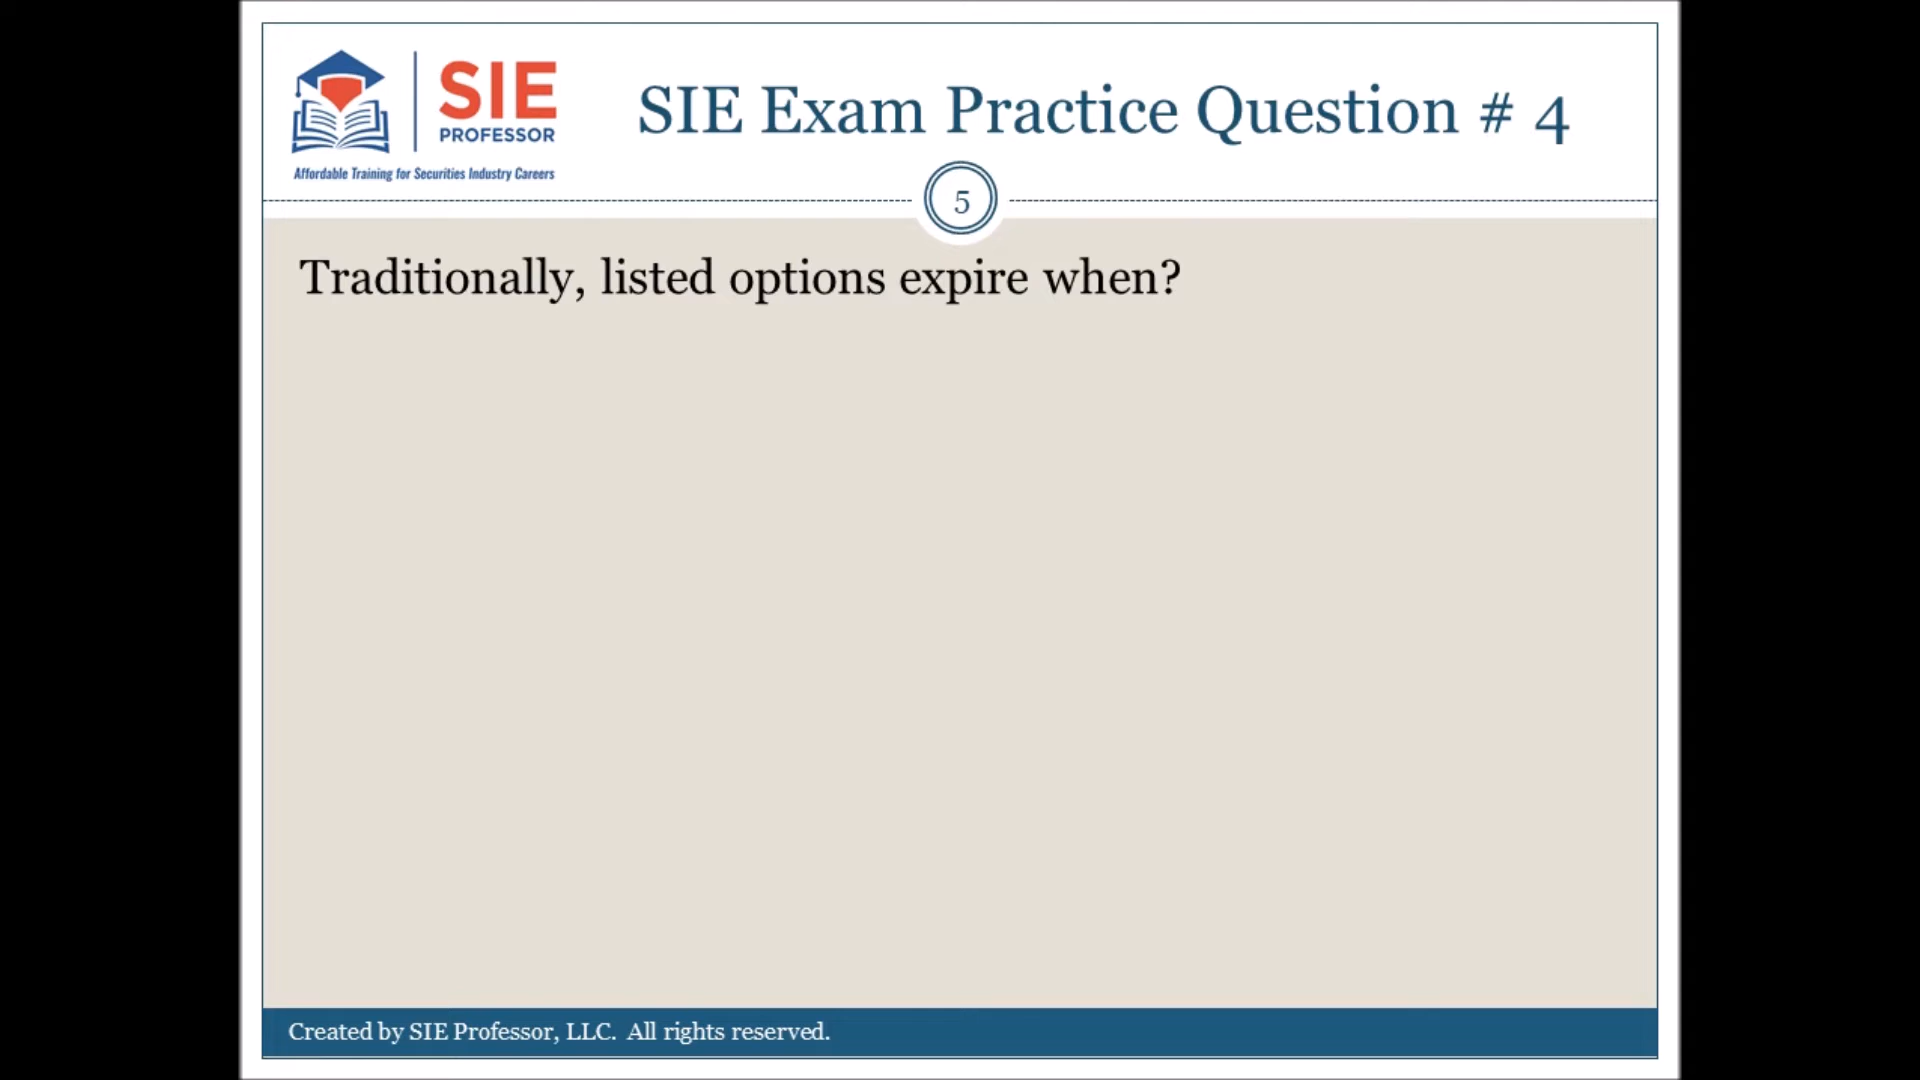 SIE
PROFESSOR
Affordable Training for Securities Industry Careers
SIE Exam Practice Question # 4
5
Traditionally, listed options expire when?
Created by SIE Professor, LLC.  All rights reserved.